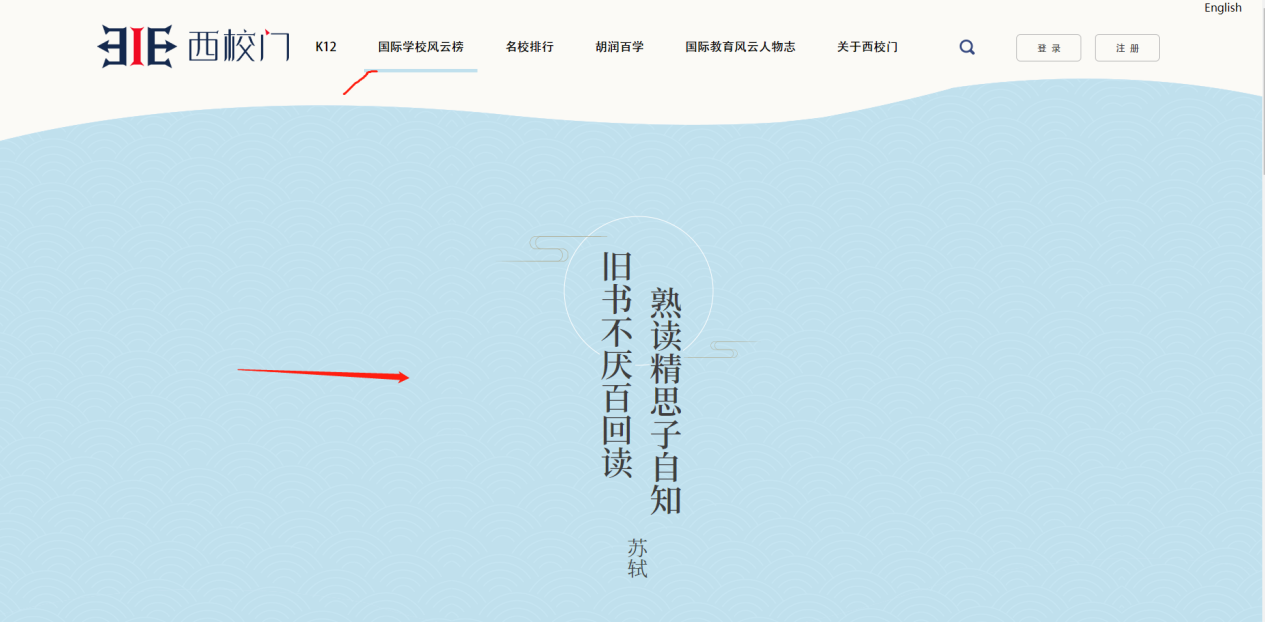 English
西校门
K12
国际学校风云榜
名校排行
胡润百学
国际教育风云人物志
关于西校门
登 录
注 册
旧书不厌百回读
熟读精思子自知
苏轼